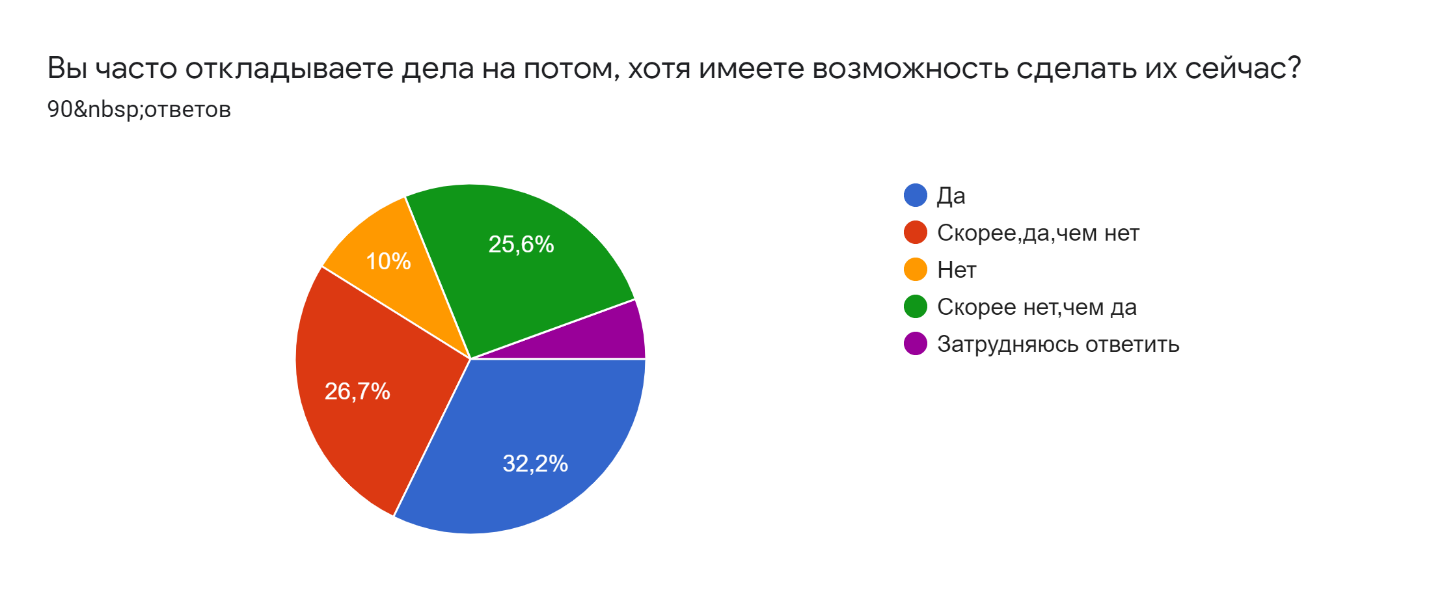 Вы часто откладываете дела на потом, хотя имеете возможность сделать их сейчас?
90&nbsp;ответов
25,6%
10%
26,7%
32,2%
Да
Скорее,да,чем нет
Нет
Скорее нет,чем да
Затрудняюсь ответить